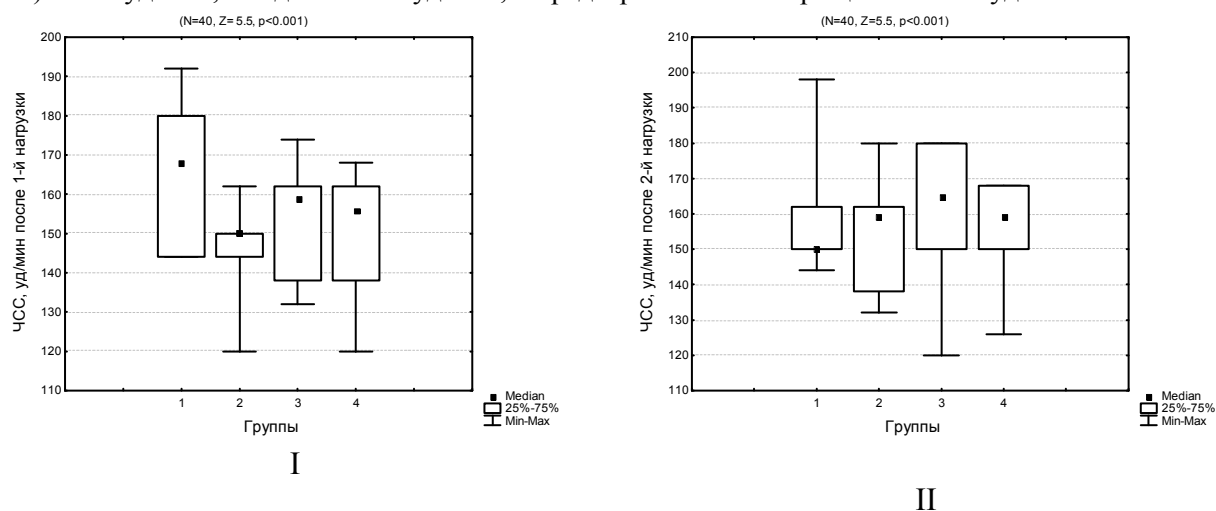 (N=40, Z= 5.5, p<0.001)
ЧСС, уд/мин после 1-й нагрузки
200
190
180
170
160
150
140
130
120
110
1 2 3 4
Группы
Median
25%-75%
Min-Max
I
(N=40, Z=5.5, p<0.001)
ЧСС, уд/мин после 2-й нагрузки
210
200
190
180
170
160
150
140
130
120
110
1 2 3 4
Группы
Median
25%-75%
Min-Max
II